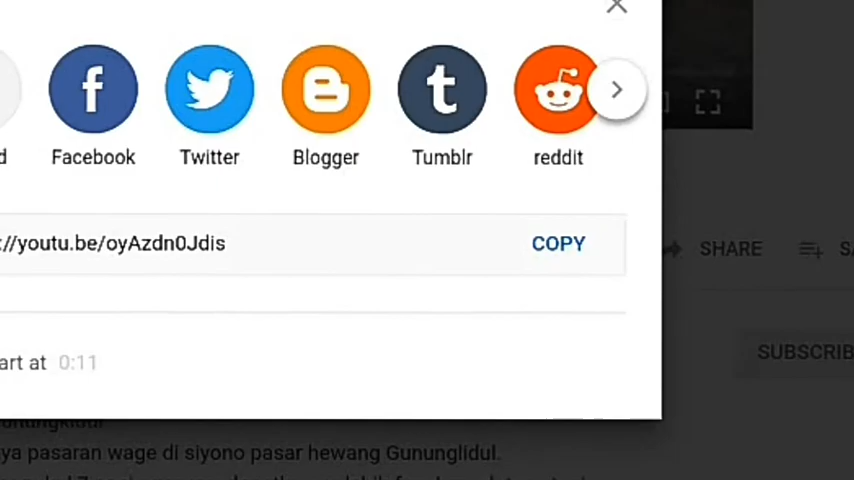 Facebook Twitter Blogger Tumblr reddit
//youtu.be/oyAzdn0Jdis COPY
SHARE
art at 0:11
SUBSCRIB
ya pasaran wage di siyono pasar hewang Gununglidul.